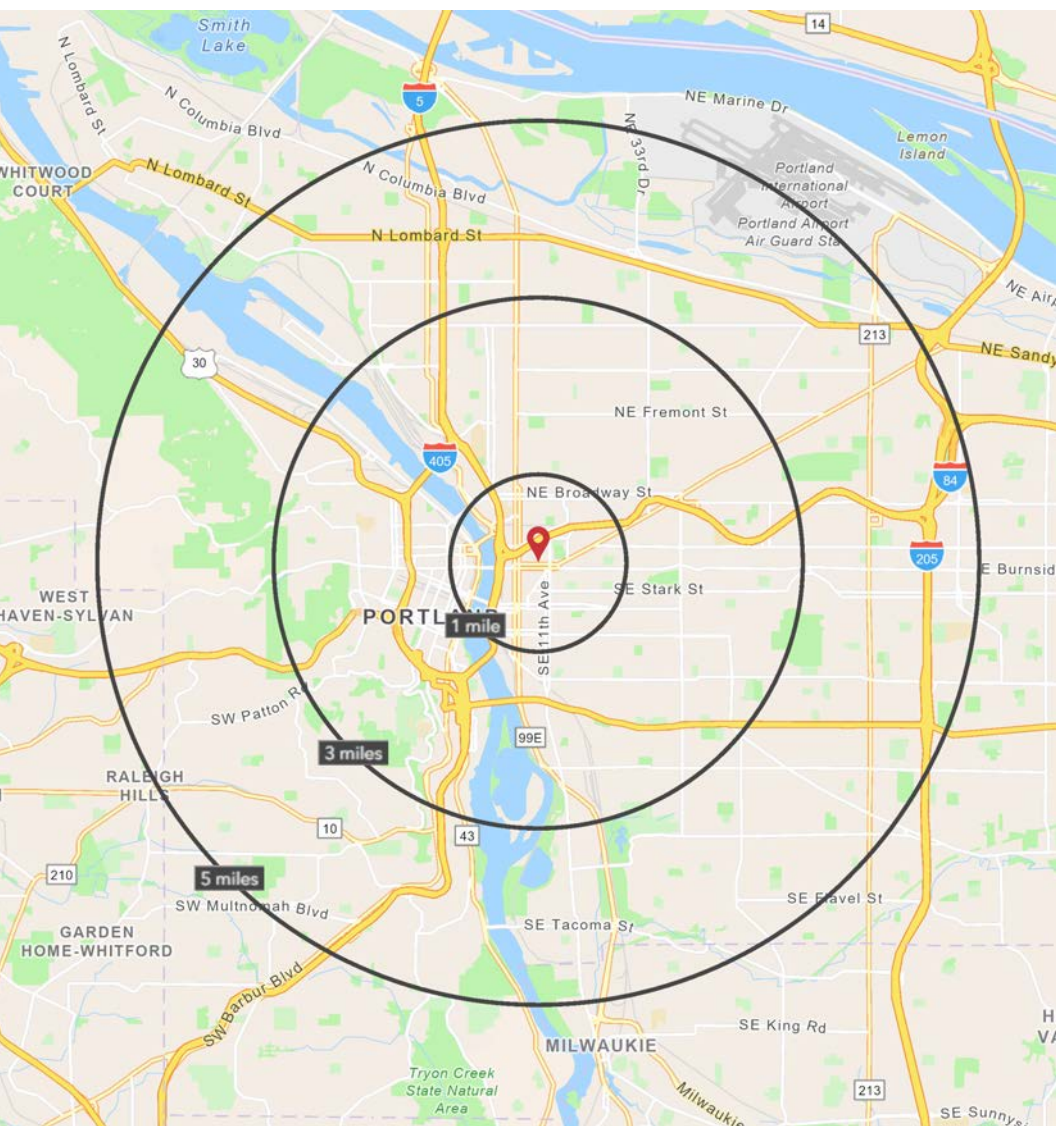 14
Smith
Lake
N Lombard St
5
NE Marine Dr
N Columbia Blvd
NE 33rd Dr
Lemon
Island
WHITWOOD
COURT
N Lombard St
N Columbia Blvd
Portland
International
Airport
Portland Airport
Air Guard Sta
N Lombard St
NE Airp
213
30
NE Sandy
NE Fremont St
405
84
NE Broadway St
205
E Burnsid
SE Stark St
WEST
HAVEN-SYLVAN
PORTLAND
1 mile
SE 11th Ave
SW Patton Rd
99E
3 miles
RALEIGH
HILLS
10
43
210
5 miles
SE Flavel St
SW Multnomah Blvd
SE Tacoma St
GARDEN
HOME-WHITFORD
SW Barbur Blvd
SE King Rd
H
VA
MILWAUKIE
Tryon Creek
State Natural
Area
213
Milwaukie
SE Sunnys